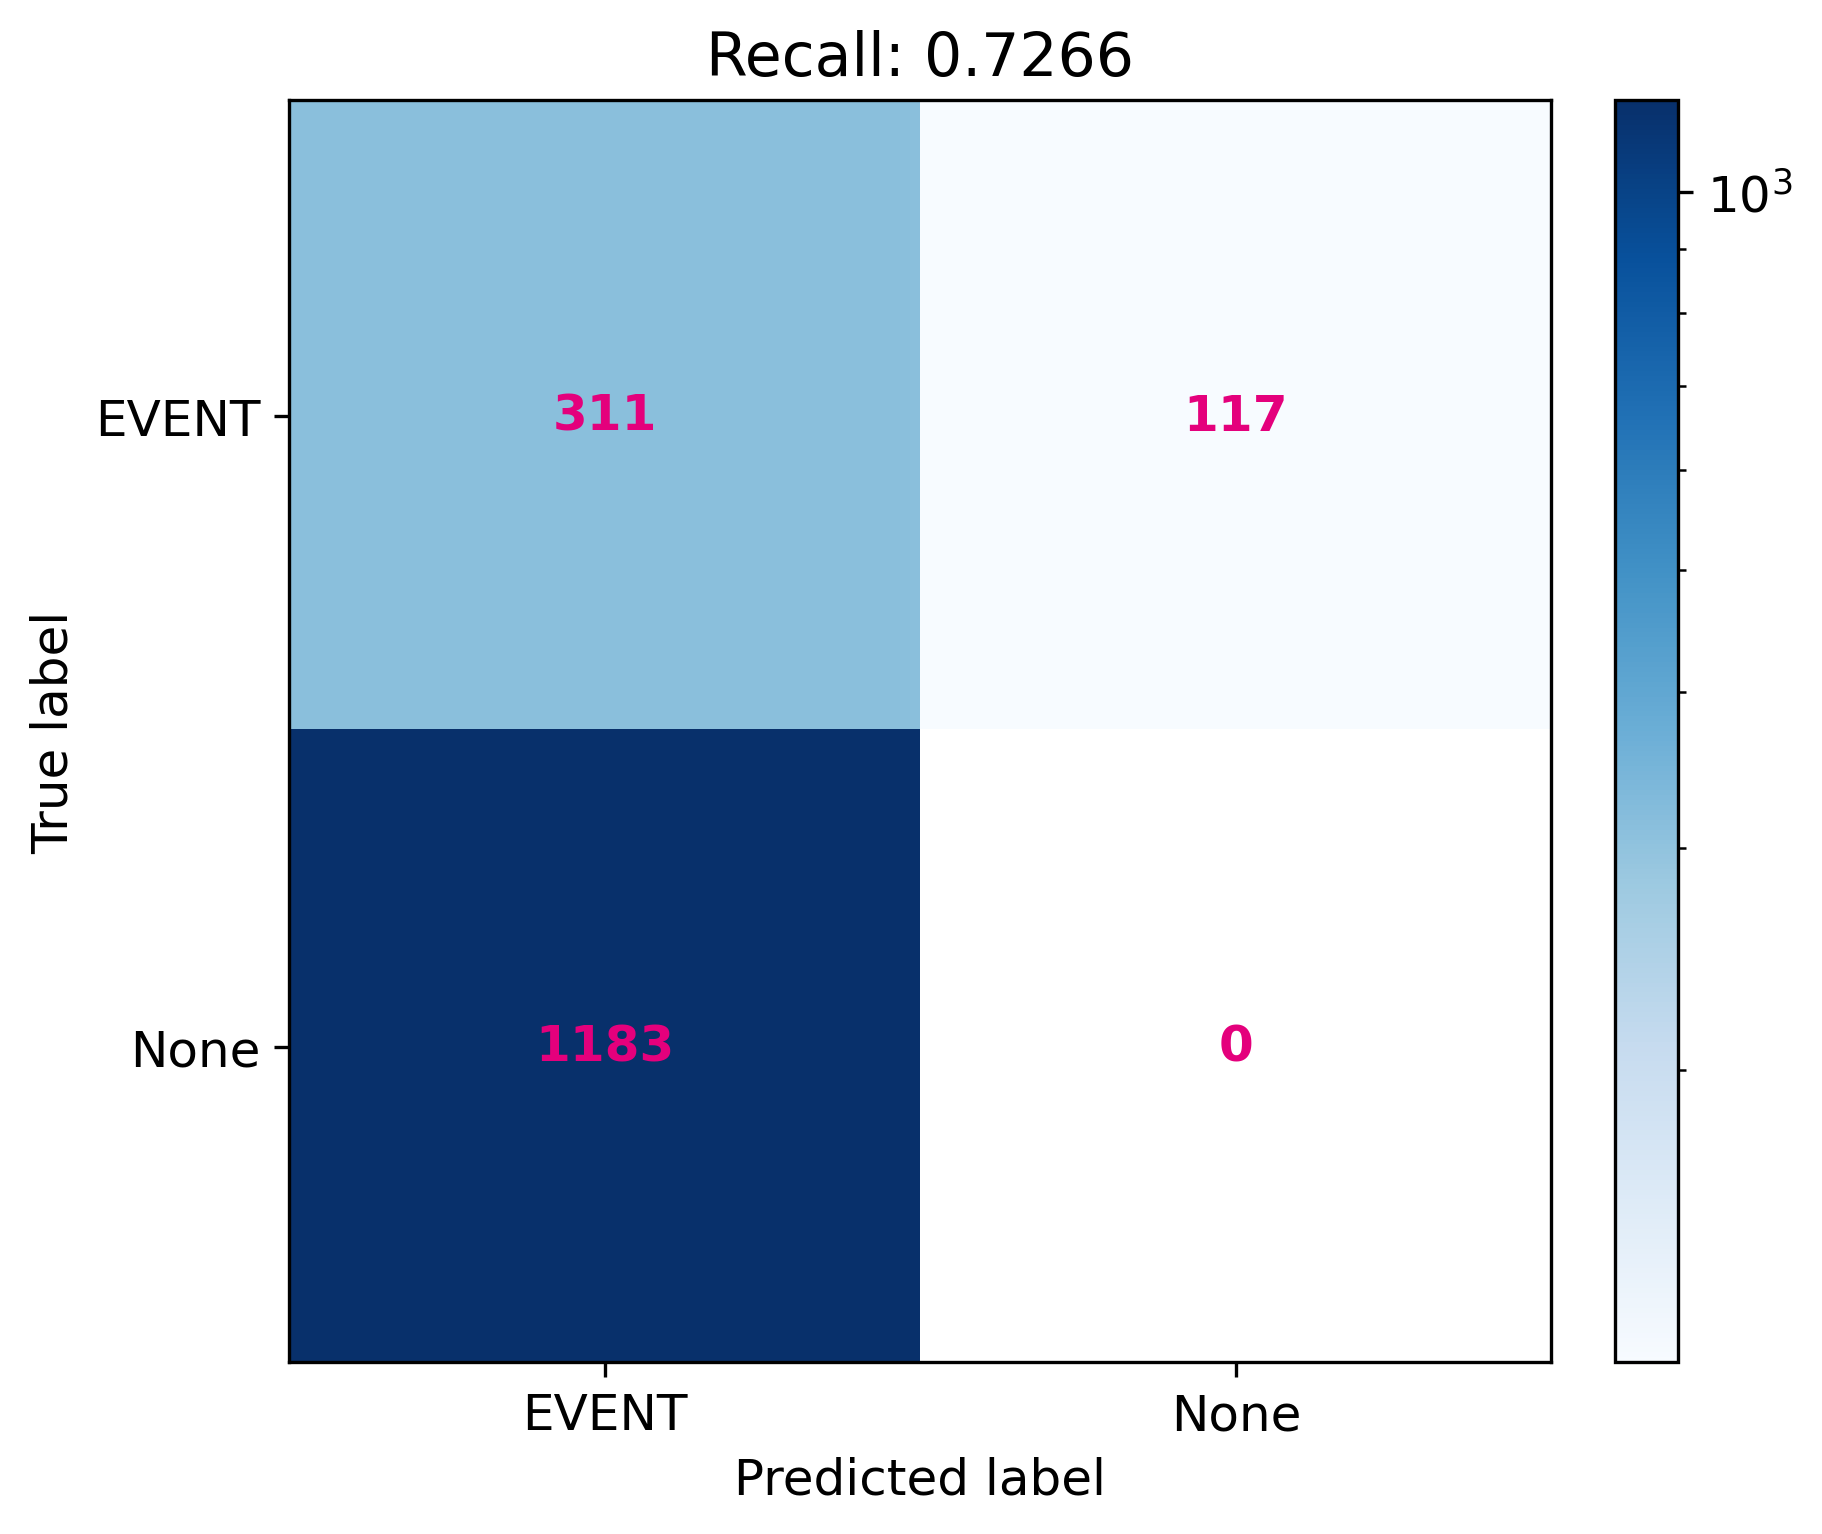 Recall: 0.7266
10³
EVENT
311
117
True label
None
1183
0
EVENT
None
Predicted label